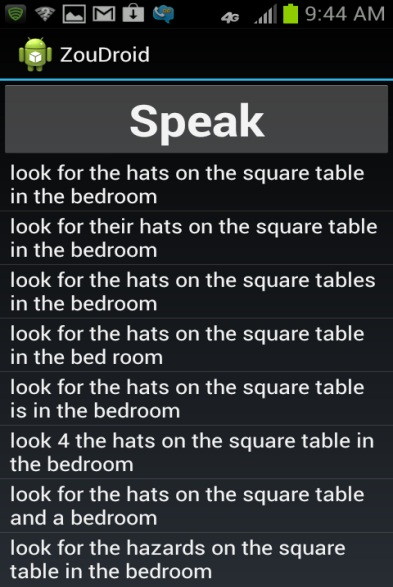 4G 9:44 AM
ZouDroid
Speak
look for the hats on the square table
in the bedroom
look for their hats on the square table
in the bedroom
look for the hats on the square tables
in the bedroom
look for the hats on the square table
in the bed room
look for the hats on the square table
is in the bedroom
look 4 the hats on the square table in
the bedroom
look for the hats on the square table
and a bedroom
look for the hazards on the square
table in the bedroom